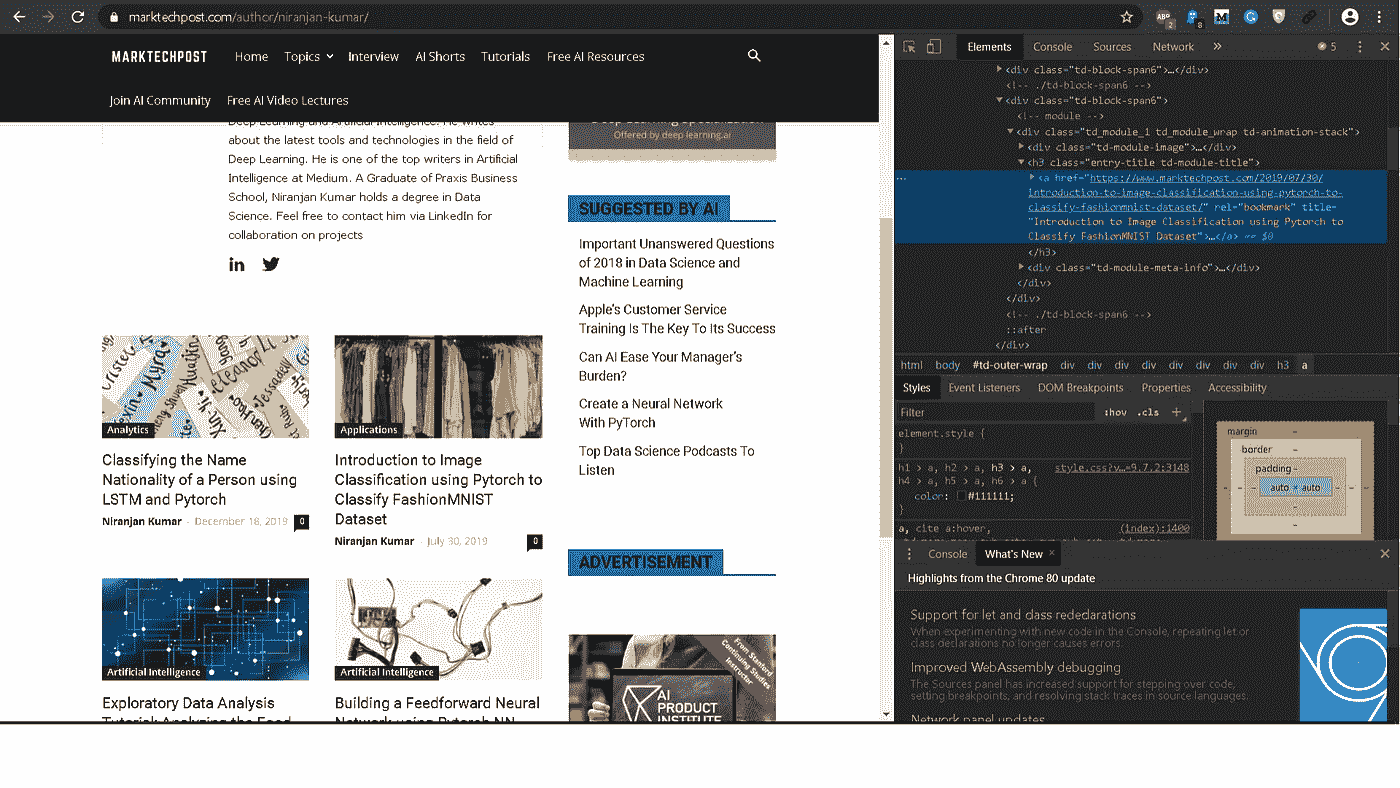 marktechpost.com/author/niranjan-kumar/
ABP
2
8
M
MARKTECHPOST
Home
Topics
Interview
AI Shorts
Tutorials
Free AI Resources
Join AI Community
Free AI Video Lectures
Deep Learning and Artificial Intelligence. He writes
about the latest tools and technologies in the field of
Deep Learning. He is one of the top writers in Artificial
Intelligence at Medium. A Graduate of Praxis Business
School, Niranjan Kumar holds a degree in Data
Science. Feel free to contact him via LinkedIn for
collaboration on projects
in
Analytics
Classifying the Name
Nationality of a Person using
LSTM and Pytorch
Niranjan Kumar - December 18, 2019 0
Applications
Introduction to Image
Classification using Pytorch to
Classify FashionMNIST
Dataset
Niranjan Kumar - July 30, 2019 0
Artificial Intelligence
Exploratory Data Analysis
Artificial Intelligence
Building a Feedforward Neural
Network using Pytorch NN
Offered by deep learning.ai
SUGGESTED BY AI
Important Unanswered Questions
of 2018 in Data Science and
Machine Learning
Apple's Customer Service
Training Is The Key To Its Success
Can AI Ease Your Manager's
Burden?
Create a Neural Network
With PyTorch
Top Data Science Podcasts To
Listen
ADVERTISEMENT
From Stanford
Continuing Studies
Instructor
AI
PRODUCT
INSTITUTE
Elements
Console
Sources
Network
»
5
<div class="td-block-span6">…</div>
<!-- ./td-block-span6 -->
<div class="td-block-span6">
<!-- module -->
<div class="td_module_1 td_module_wrap td-animation-stack">
<div class="td-module-image">…</div>
<h3 class="entry-title td-module-title">
<a href="https://www.marktechpost.com/2019/07/30/
introduction-to-image-classification-using-pytorch-to-
classify-fashionmnist-dataset/" rel="bookmark" title=
"Introduction to Image Classification using Pytorch to
Classify FashionMNIST Dataset">…</a> == $0
</h3>
<div class="td-module-meta-info">…</div>
</div>
</div>
<!-- ./td-block-span6 -->
::after
</div>
html body #td-outer-wrap div div div div div div div h3 a
Styles
Event Listeners
DOM Breakpoints
Properties
Accessibility
Filter
:hov .cls +
element.style {
}
h1 > a, h2 > a, h3 > a, style.css?v…=9.7.2:3148
h4 > a, h5 > a, h6 > a {
color: #111111;
}
a, cite a:hover, (index):1400
margin -
border -
padding -
auto × auto
Console
What's New ×
Highlights from the Chrome 80 update
Support for let and class redeclarations
When experimenting with new code in the Console, repeating let or
class declarations no longer causes errors.
Improved WebAssembly debugging
The Sources panel has increased support for stepping over code,
setting breakpoints, and resolving stack traces in source languages.
Network panel updates